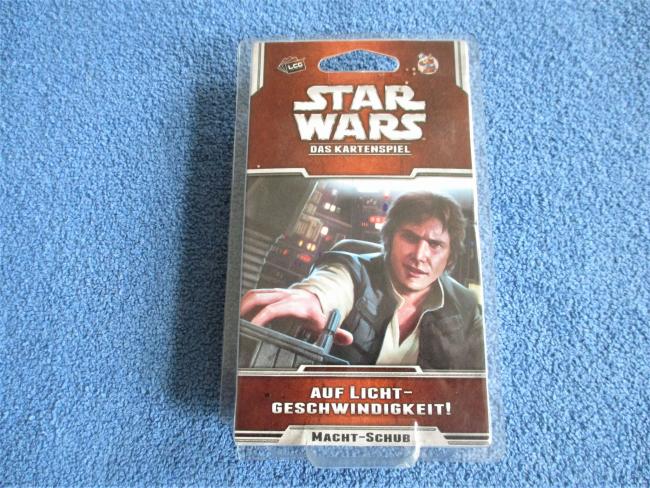 LCG
STAR
WARS
DAS KARTENSPIEL
AUF LICHT-
GESCHWINDIGKEIT!
MACHT-SCHUB